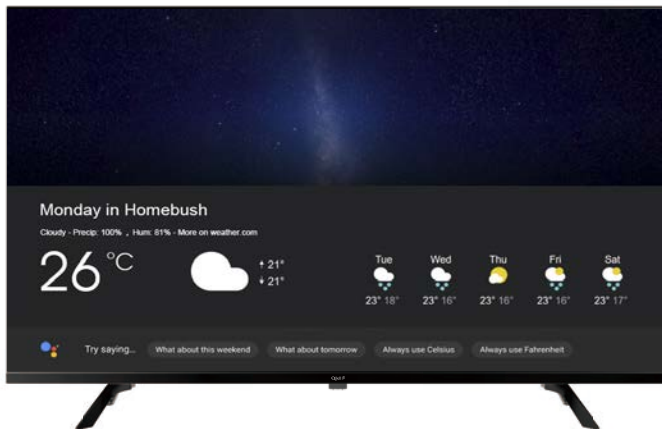 Monday in Homebush
Cloudy - Precip: 100% , Hum: 81% - More on weather.com
26 °C
↑ 21°
↓ 21°
Tue Wed Thu Fri Sat
23° 18° 23° 16° 23° 16° 23° 16° 23° 17°
Try saying... What about this weekend What about tomorrow Always use Celsius Always use Fahrenheit